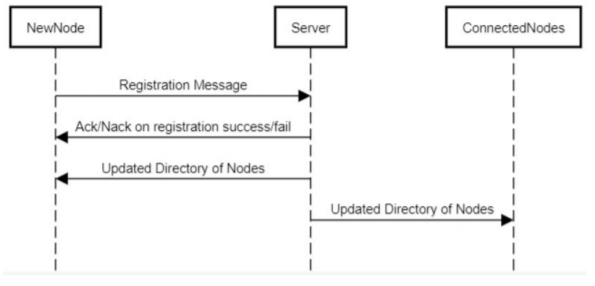 NewNode
Server
ConnectedNodes
Registration Message
Ack/Nack on registration success/fail
Updated Directory of Nodes
Updated Directory of Nodes